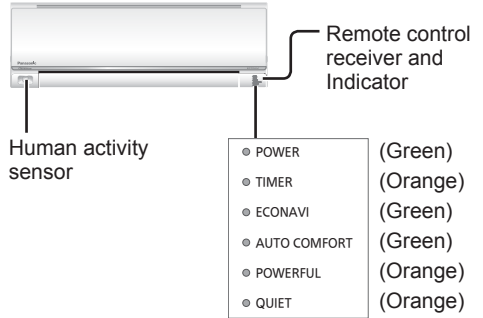 Panasonic
Remote control
receiver and
Indicator
Human activity
sensor
POWER (Green)
TIMER (Orange)
ECONAVI (Green)
AUTO COMFORT (Green)
POWERFUL (Orange)
QUIET (Orange)